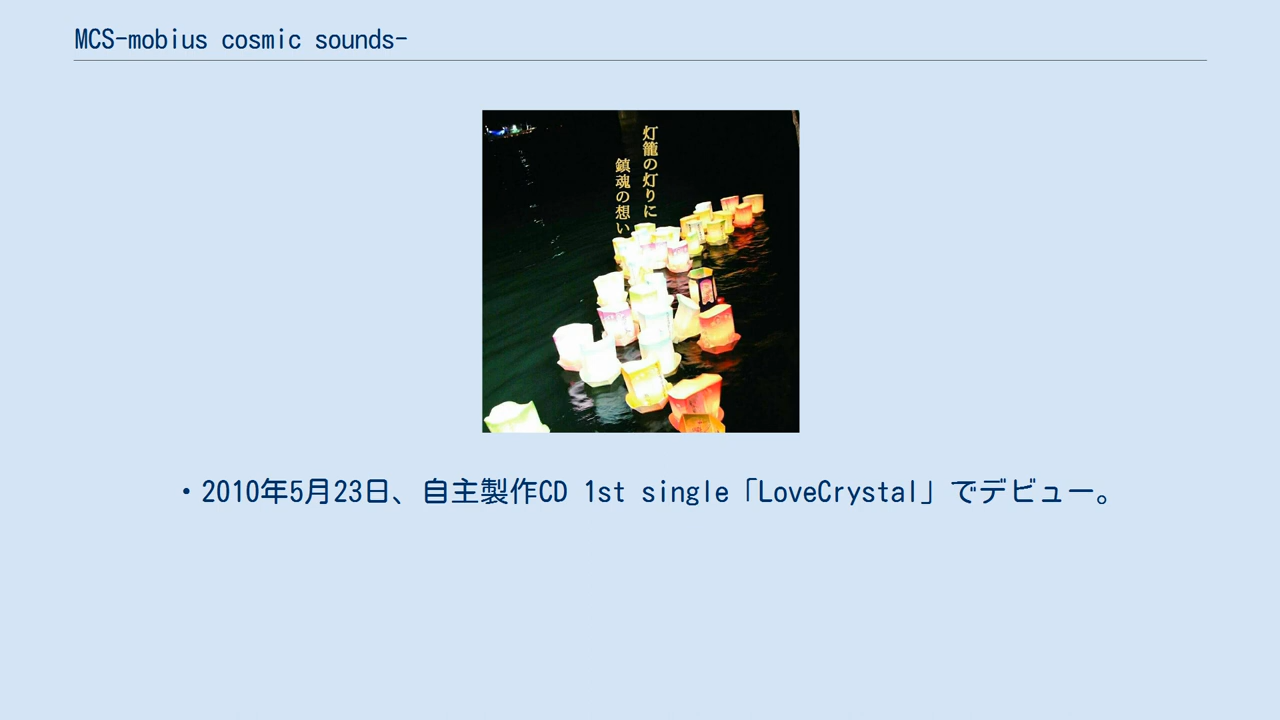 MCS-mobius cosmic sounds-
灯籠の灯りに
鎮魂の想い
・2010年5月23日、自主製作CD 1st single「LoveCrystal」でデビュー。